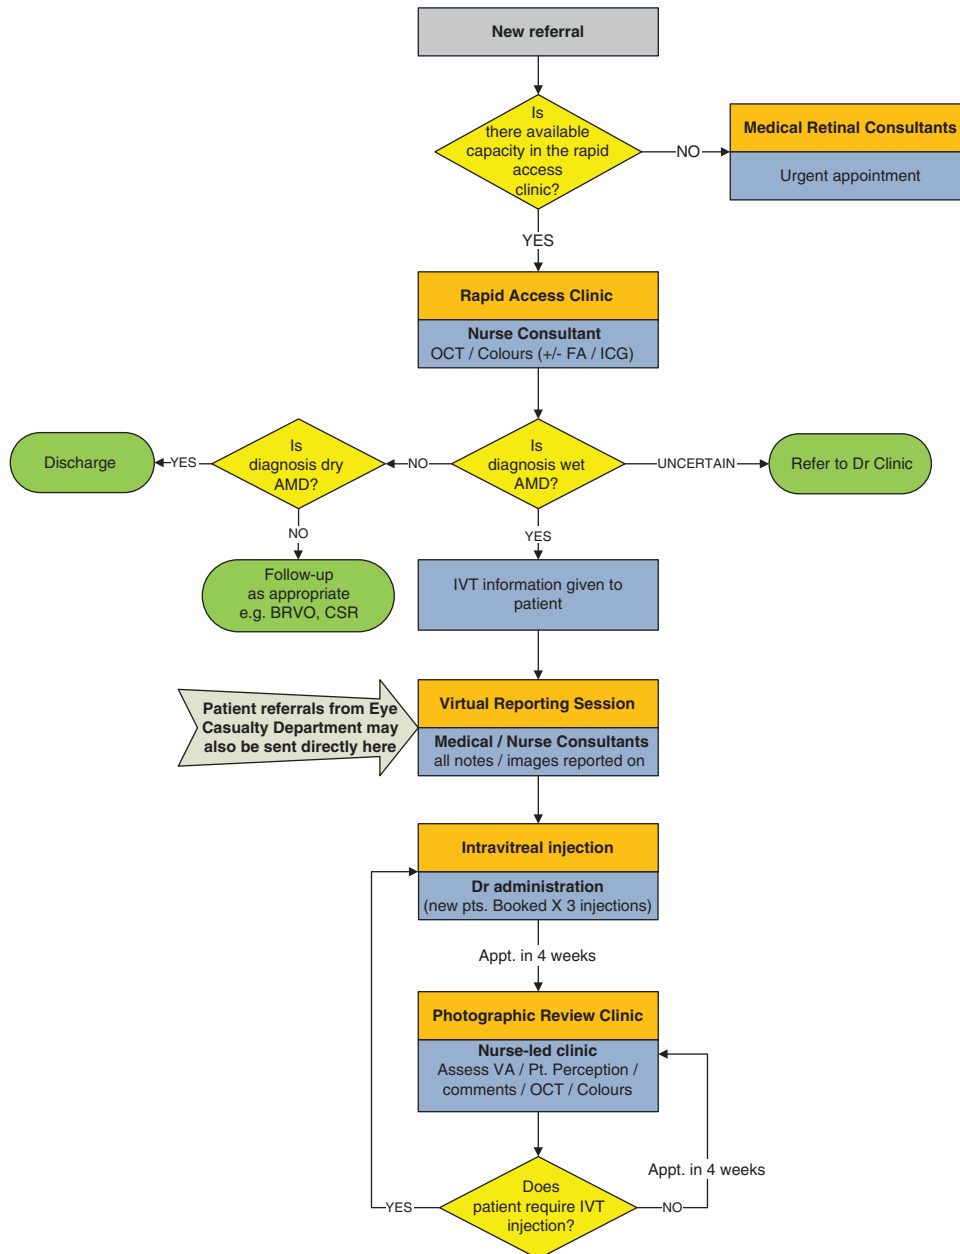 New referral
Is
there available
capacity in the rapid
access
clinic?
NO
Medical Retinal Consultants
Urgent appointment
YES
Rapid Access Clinic
Nurse Consultant
OCT / Colours (+/- FA / ICG)
Discharge
YES
Is
diagnosis dry
AMD?
NO
Is
diagnosis wet
AMD?
UNCERTAIN
Refer to Dr Clinic
NO
YES
Follow-up
as appropriate
e.g. BRVO, CSR
IVT information given to
patient
Patient referrals from Eye
Casualty Department may
also be sent directly here
Virtual Reporting Session
Medical / Nurse Consultants
all notes / images reported on
Intravitreal injection
Dr administration
(new pts. Booked X 3 injections)
Appt. in 4 weeks
Photographic Review Clinic
Nurse-led clinic
Assess VA / Pt. Perception /
comments / OCT / Colours
Appt. in 4 weeks
YES
Does
patient require IVT
injection?
NO